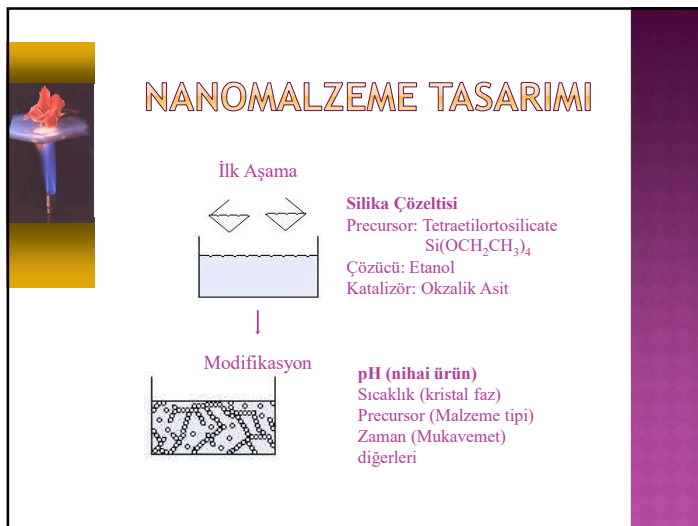 NANOMALZEME TASARIMI
İlk Aşama
Silika Çözeltisi
Precursor: Tetraetilortosilicate
Si(OCH₂CH₃)₄
Çözücü: Etanol
Katalizör: Okzalik Asit
Modifikasyon
pH (nihai ürün)
Sıcaklık (kristal faz)
Precursor (Malzeme tipi)
Zaman (Mukavemet)
diğerleri